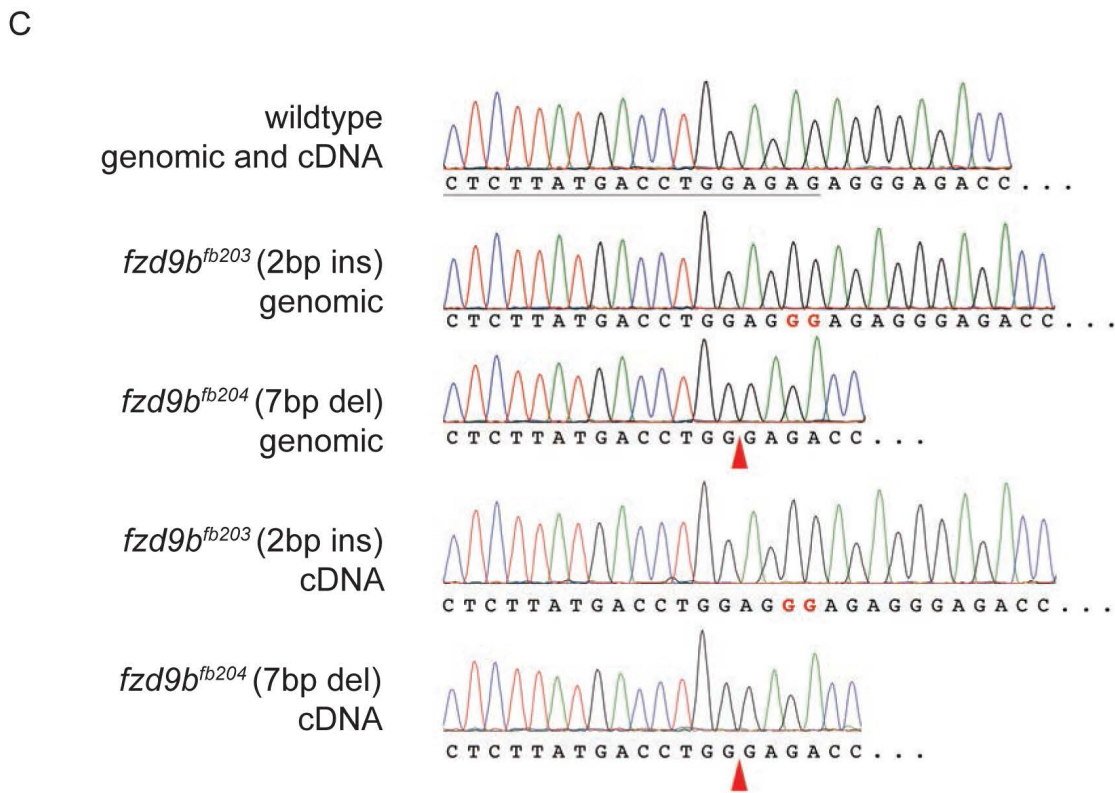 C
wildtype
genomic and cDNA
CTCTTATGACCTGGAGAGAGGGAGACC...
fzd9bfb203 (2bp ins)
genomic
CTCTTATGACCTGGAGGGAGAGGGAGACC...
fzd9bfb204 (7bp del)
genomic
CTCTTATGACCTGGGAGACC...
fzd9bfb203 (2bp ins)
cDNA
CTCTTATGACCTGGAGGGAGAGGGAGACC...
fzd9bfb204 (7bp del)
cDNA
CTCTTATGACCTGGGAGACC...